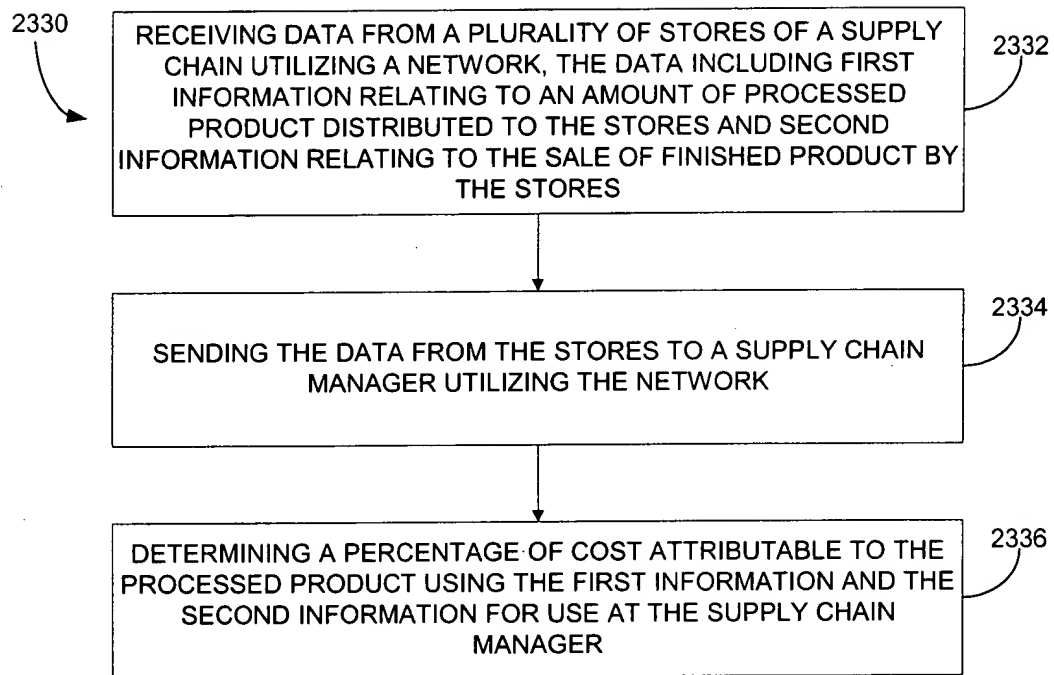 2330
RECEIVING DATA FROM A PLURALITY OF STORES OF A SUPPLY
CHAIN UTILIZING A NETWORK, THE DATA INCLUDING FIRST
INFORMATION RELATING TO AN AMOUNT OF PROCESSED
PRODUCT DISTRIBUTED TO THE STORES AND SECOND
INFORMATION RELATING TO THE SALE OF FINISHED PRODUCT BY
THE STORES
2332
SENDING THE DATA FROM THE STORES TO A SUPPLY CHAIN
MANAGER UTILIZING THE NETWORK
2334
DETERMINING A PERCENTAGE OF COST ATTRIBUTABLE TO THE
PROCESSED PRODUCT USING THE FIRST INFORMATION AND THE
SECOND INFORMATION FOR USE AT THE SUPPLY CHAIN
MANAGER
2336